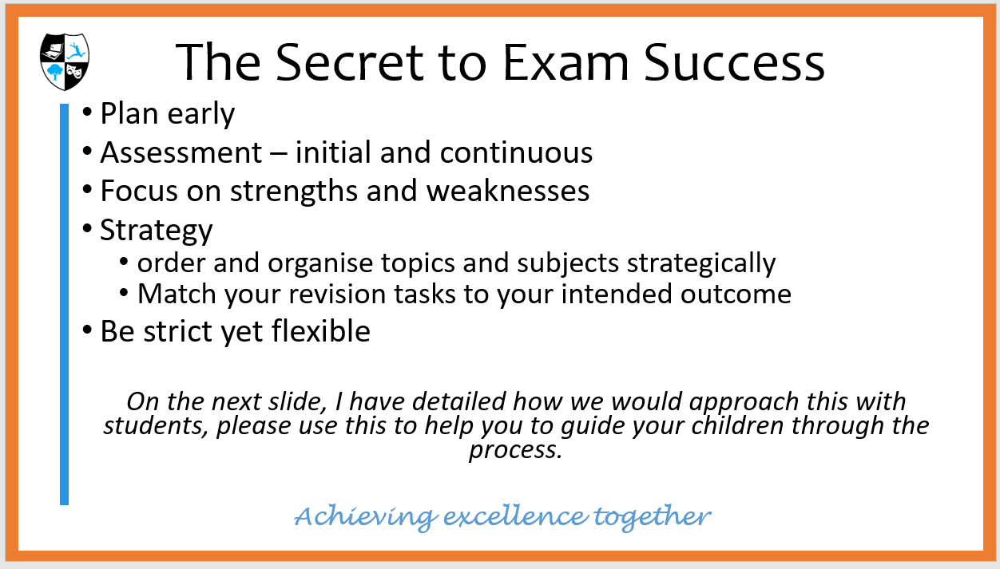 The Secret to Exam Success
• Plan early
• Assessment – initial and continuous
• Focus on strengths and weaknesses
• Strategy
• order and organise topics and subjects strategically
• Match your revision tasks to your intended outcome
• Be strict yet flexible
On the next slide, I have detailed how we would approach this with
students, please use this to help you to guide your children through the
process.
Achieving excellence together